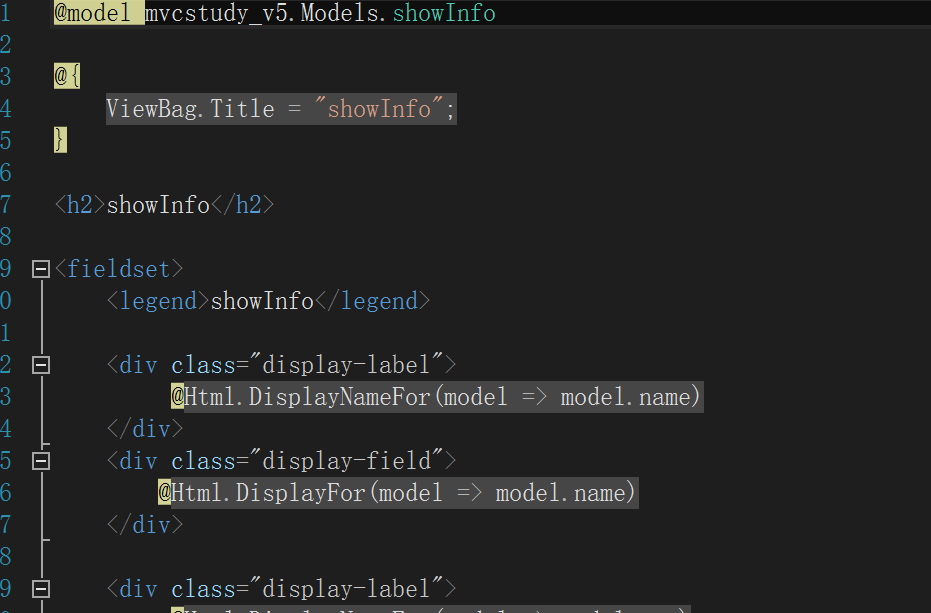 1 @model mvcstudy_v5.Models.showInfo
2
3 @{
4 ViewBag.Title = "showInfo";
5 }
6
7 <h2>showInfo</h2>
8
9 <fieldset>
0 <legend>showInfo</legend>
1
2 <div class="display-label">
3 @Html.DisplayNameFor(model => model.name)
4 </div>
5 <div class="display-field">
6 @Html.DisplayFor(model => model.name)
7 </div>
8
9 <div class="display-label">